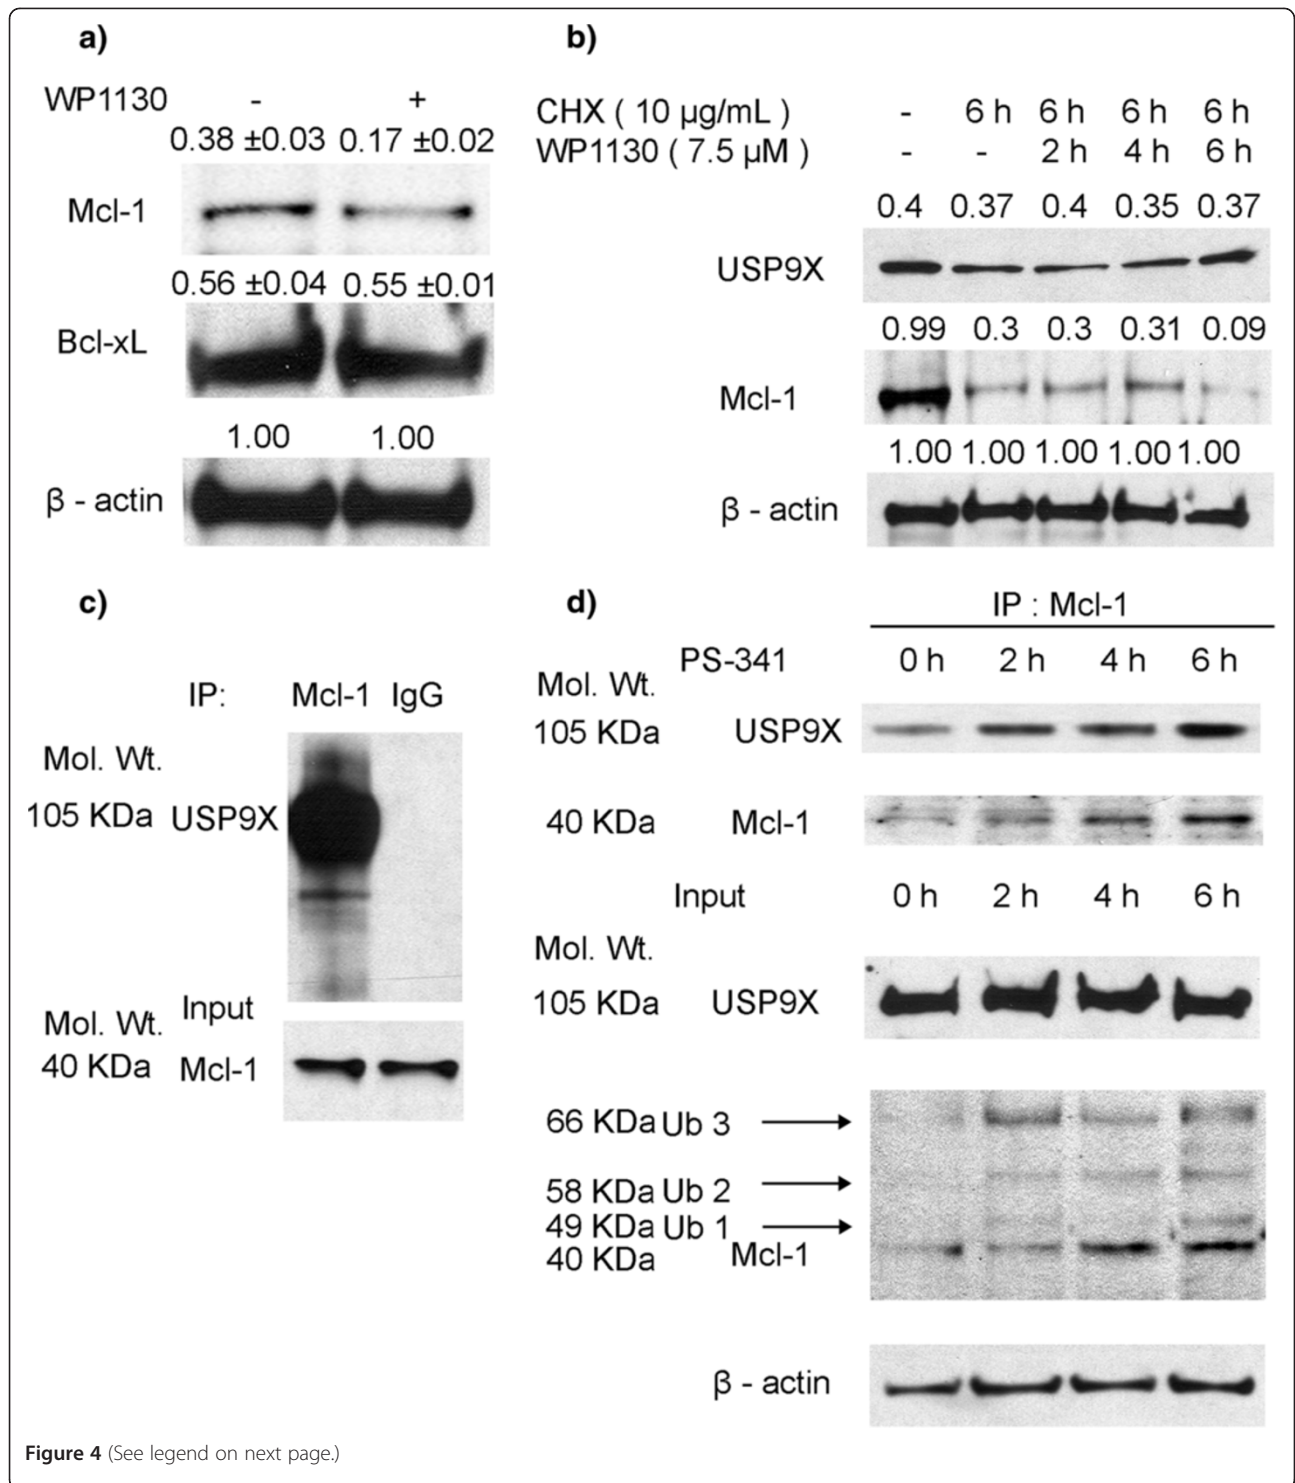 a)
WP1130 - +
0.38 ±0.03 0.17 ±0.02
Mcl-1
0.56 ±0.04 0.55 ±0.01
Bcl-xL
1.00 1.00
β - actin
b)
CHX ( 10 µg/mL ) - 6 h 6 h 6 h 6 h
WP1130 ( 7.5 µM ) - - 2 h 4 h 6 h
0.4 0.37 0.4 0.35 0.37
USP9X
0.99 0.3 0.3 0.31 0.09
Mcl-1
1.00 1.00 1.00 1.00 1.00
β - actin
c)
IP: Mcl-1 IgG
Mol. Wt.
105 KDa USP9X
Input
Mol. Wt.
40 KDa Mcl-1
d)
IP : Mcl-1
PS-341 0 h 2 h 4 h 6 h
Mol. Wt.
105 KDa USP9X
40 KDa Mcl-1
Input 0 h 2 h 4 h 6 h
Mol. Wt.
105 KDa USP9X
66 KDa Ub 3
58 KDa Ub 2
49 KDa Ub 1
40 KDa Mcl-1
β - actin
Figure 4 (See legend on next page.)